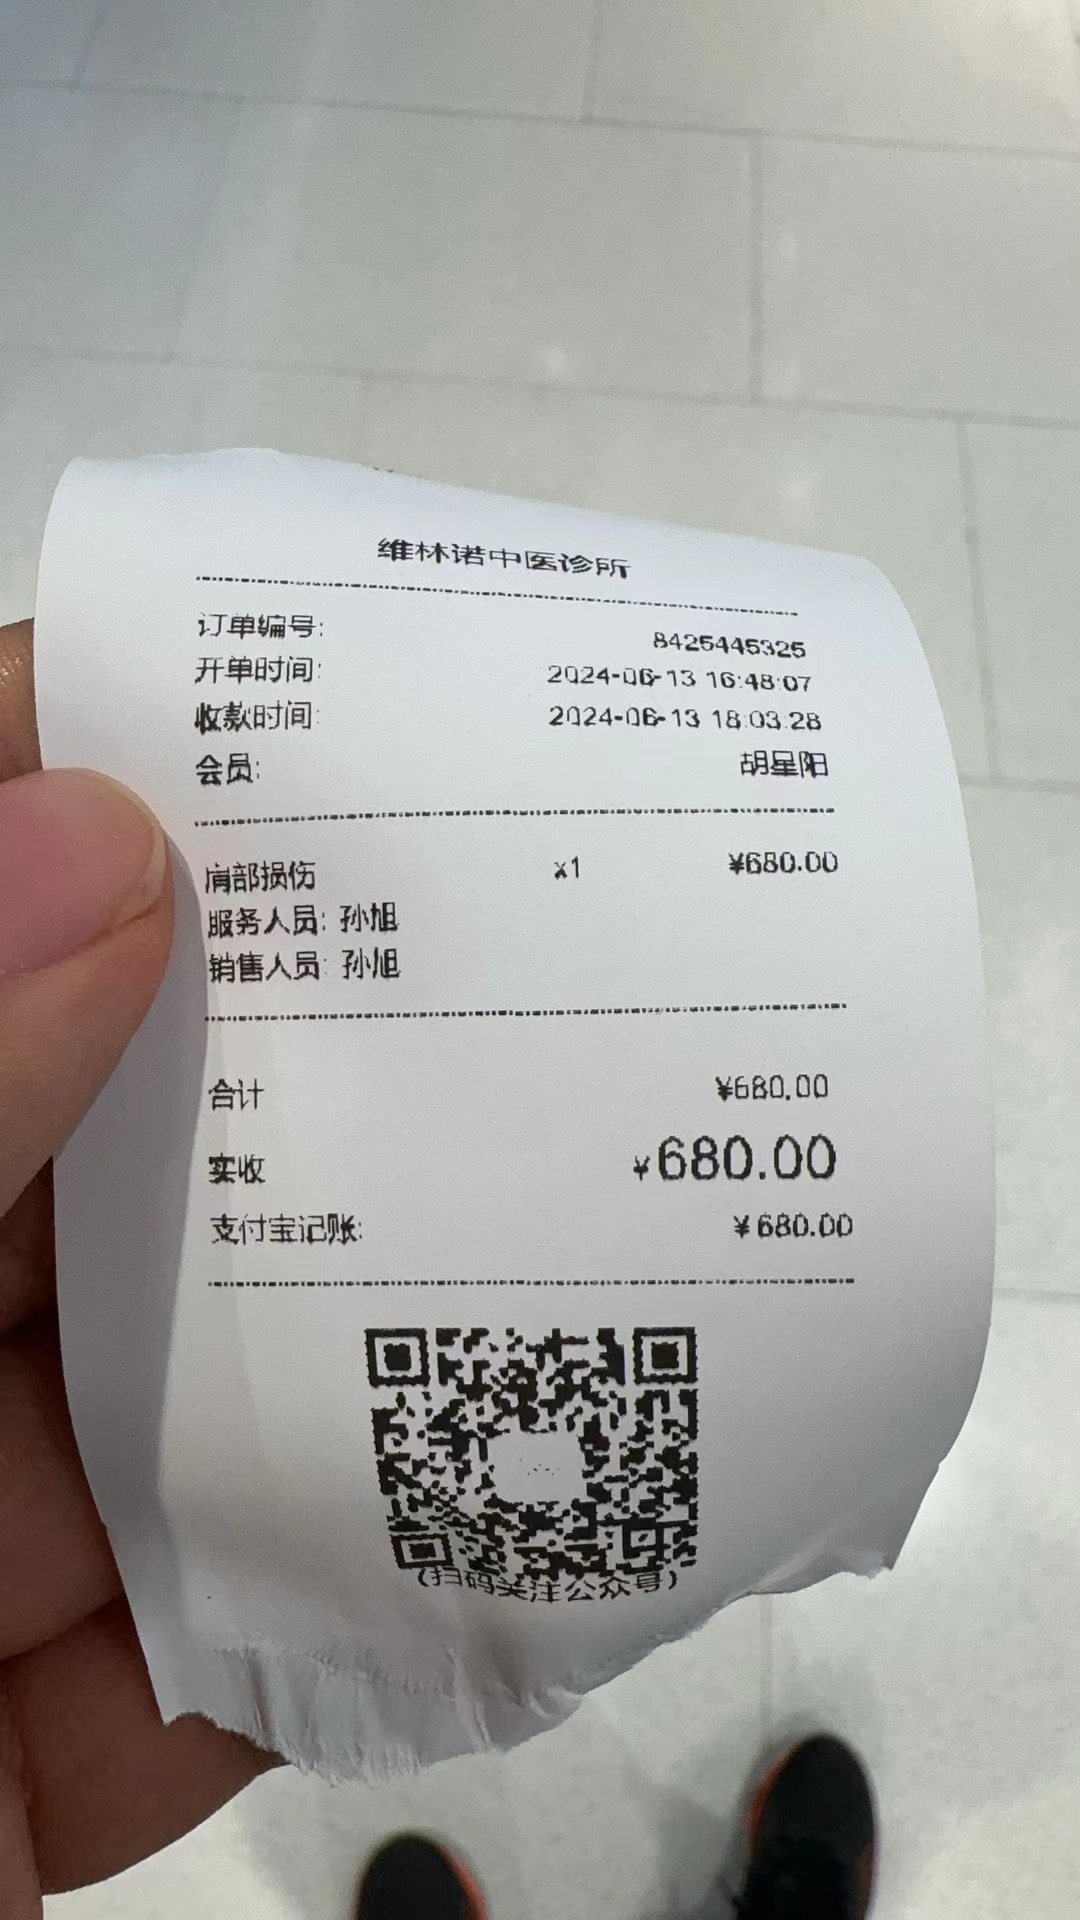 维林诺中医诊所
订单编号: 8425445325
开单时间: 2024-06-13 16:48:07
收款时间: 2024-06-13 18:03:28
会员: 胡星阳
肩部损伤 x1 ¥680.00
服务人员: 孙旭
销售人员: 孙旭
合计 ¥680.00
实收 ¥680.00
支付宝记账: ¥680.00
(扫码关注公众号)